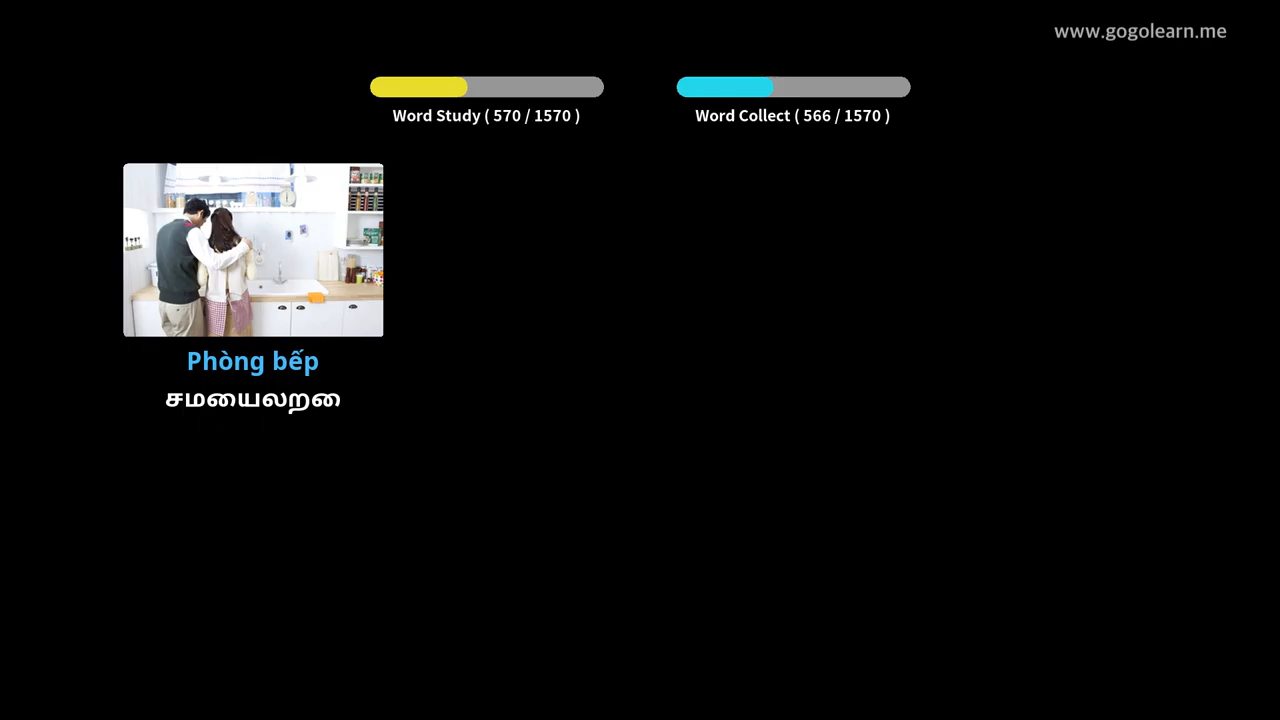 www.gogolearn.me
Word Study ( 570 / 1570 )
Word Collect ( 566 / 1570 )
Phòng bếp
சமையலறை